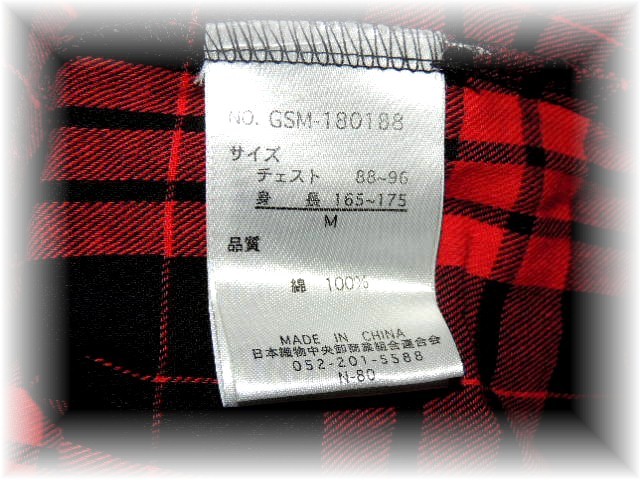 NO. GSM-180188
サイズ
チェスト 88~96
身 長 165~175
M
品質
綿 100%
MADE IN CHINA
日本織物中央卸商業組合連合会
052-201-5588
N-80